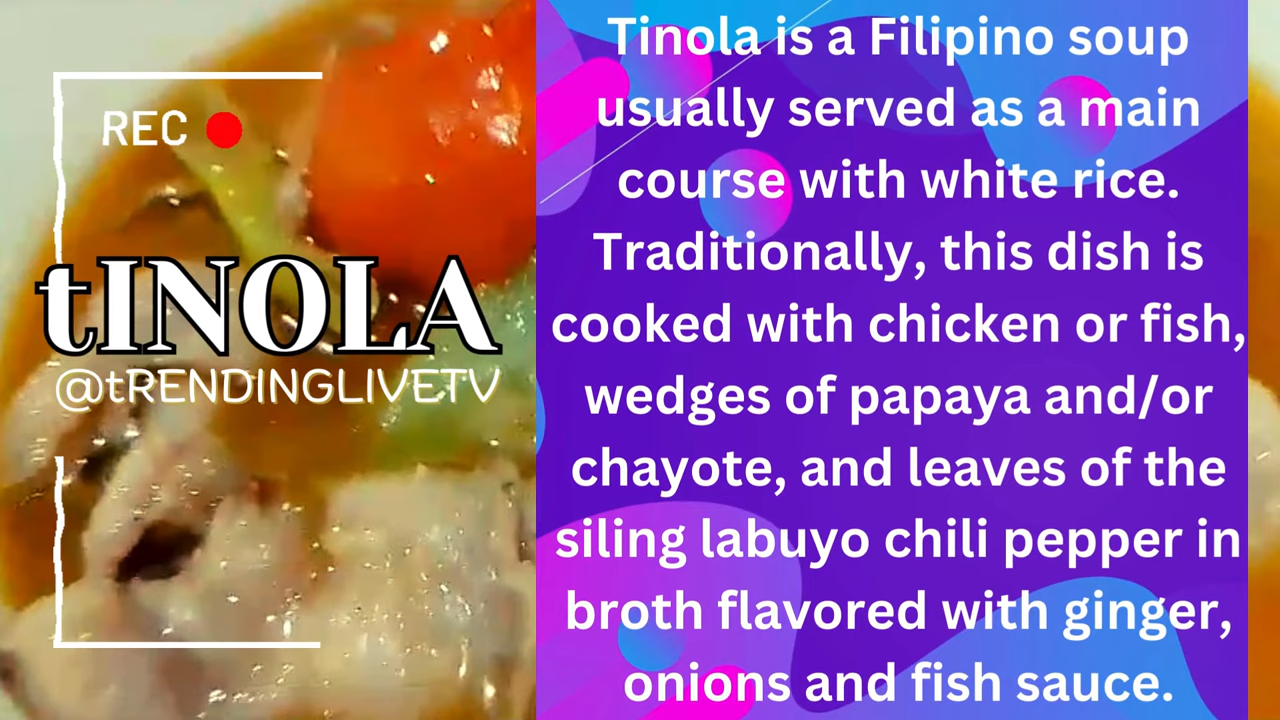 REC
tINOLA
@tRENDINGLIVETV
Tinola is a Filipino soup
usually served as a main
course with white rice.
Traditionally, this dish is
cooked with chicken or fish,
wedges of papaya and/or
chayote, and leaves of the
siling labuyo chili pepper in
broth flavored with ginger,
onions and fish sauce.